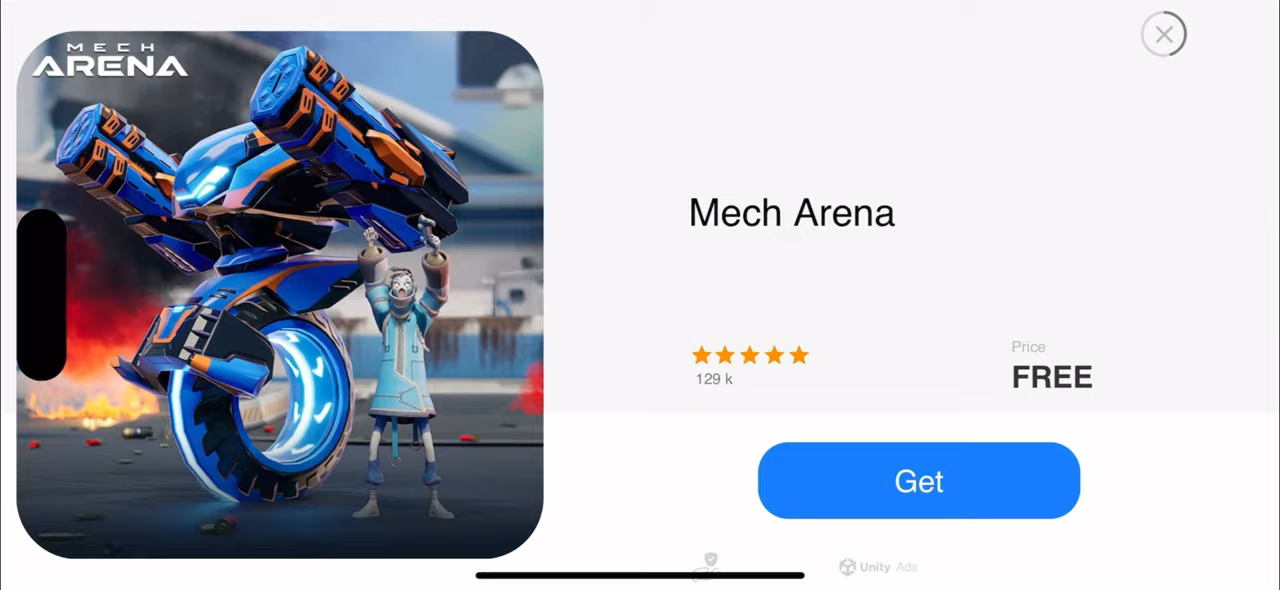 MECH
ARENA
Mech Arena
129 k
Price
FREE
Get
Unity Ads